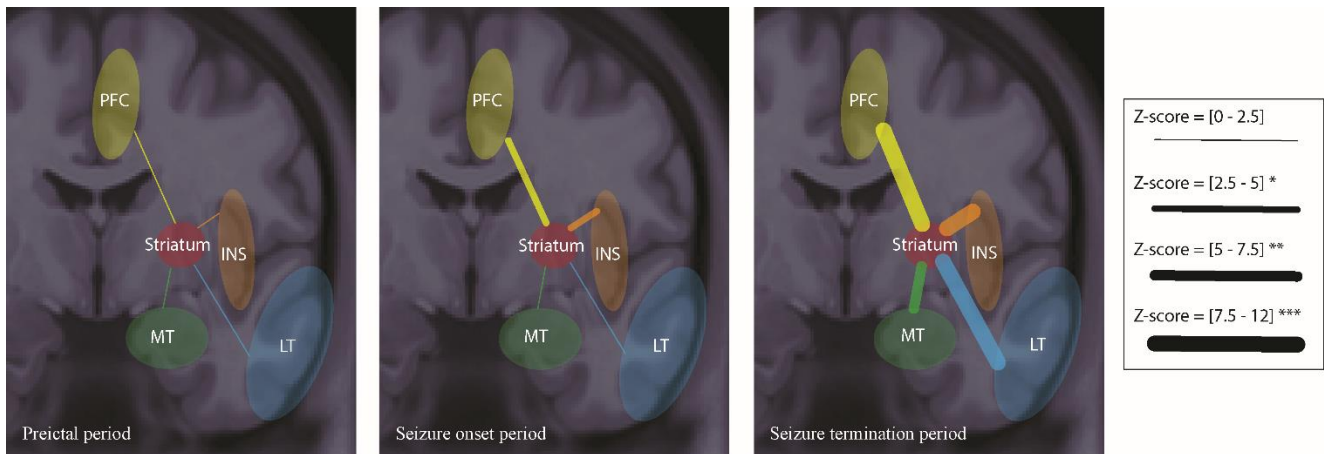 PFC
Striatum
INS
MT
LT
Preictal period
PFC
Striatum
INS
MT
LT
Seizure onset period
PFC
Striatum
INS
MT
LT
Seizure termination period
Z-score = [0 - 2.5]
Z-score = [2.5 - 5] *
Z-score = [5 - 7.5] **
Z-score = [7.5 - 12] ***